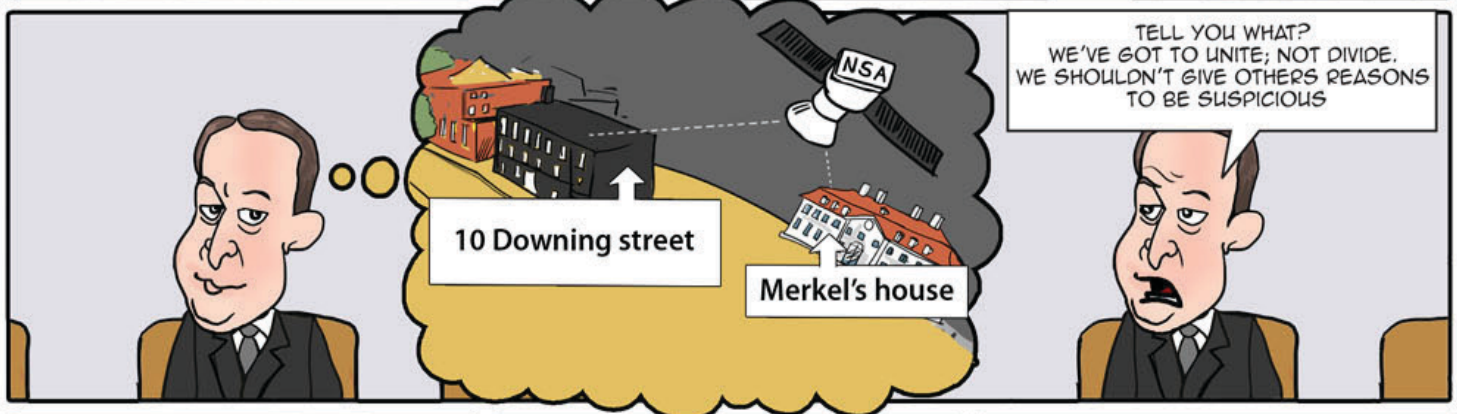 NSA
10 Downing street
Merkel's house
TELL YOU WHAT?
WE'VE GOT TO UNITE; NOT DIVIDE.
WE SHOULDN'T GIVE OTHERS REASONS
TO BE SUSPICIOUS